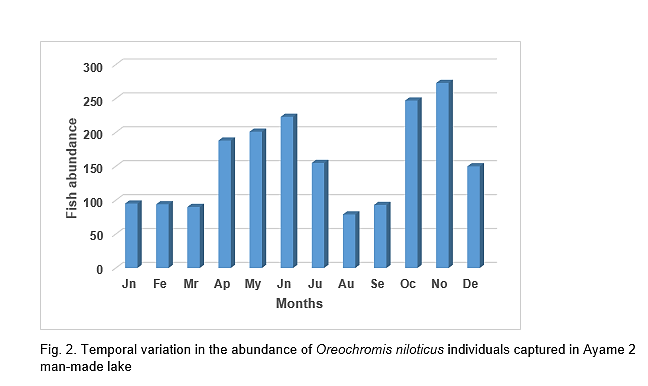 300
250
200
150
100
50
0
Fish abundance
Jn Fe Mr Ap My Jn Ju Au Se Oc No De
Months
Fig. 2. Temporal variation in the abundance of Oreochromis niloticus individuals captured in Ayame 2
man-made lake